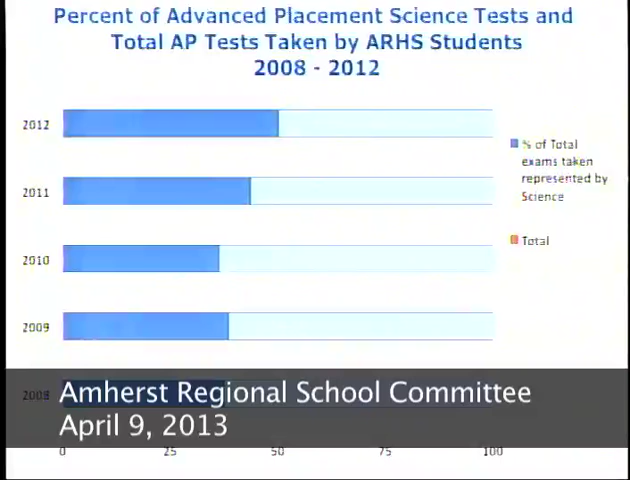 Percent of Advanced Placement Science Tests and
Total AP Tests Taken by ARHS Students
2008 - 2012
2012
2011
2010
2009
2008
% of Total
exams taken
represented by
Science
Total
Amherst Regional School Committee
April 9, 2013
0 25 50 75 100